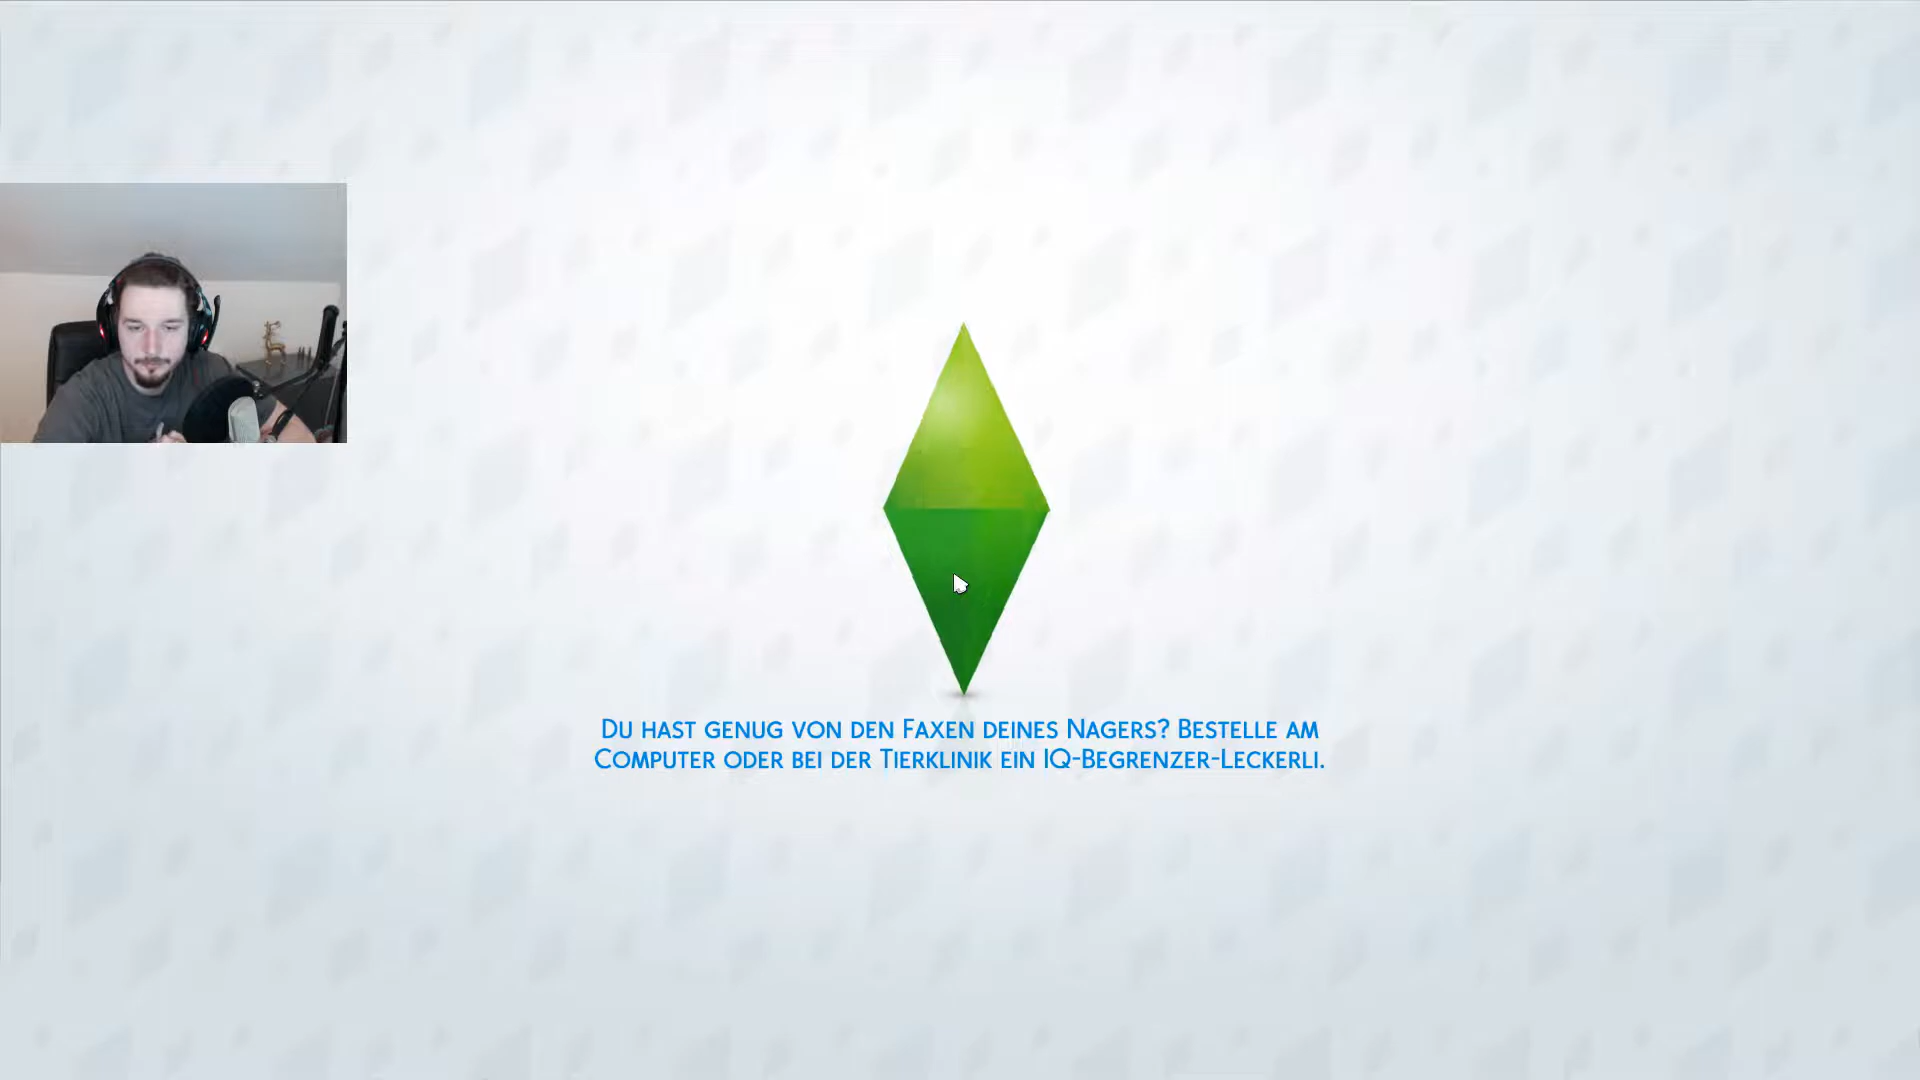 Du hast genug von den Faxen deines Nagers? Bestelle am
Computer oder bei der Tierklinik ein IQ-Begrenzer-Leckerli.